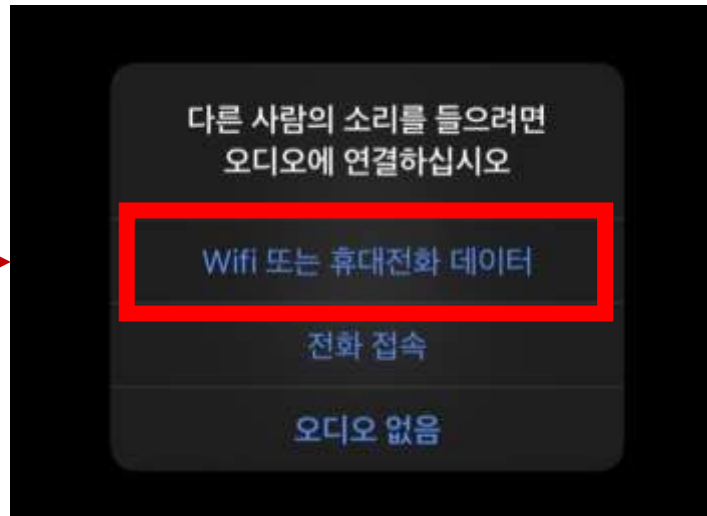 다른 사람의 소리를 들으려면
오디오에 연결하십시오
Wifi 또는 휴대전화 데이터
전화 접속
오디오 없음